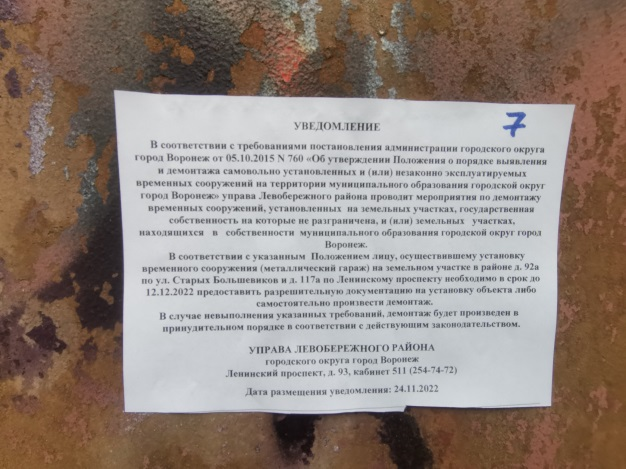 7
УВЕДОМЛЕНИЕ
В соответствии с требованиями постановления администрации городского округа
город Воронеж от 05.10.2015 N 760 «Об утверждении Положения о порядке выявления
и демонтажа самовольно установленных и (или) незаконно эксплуатируемых
временных сооружений на территории муниципального образования городской округ
город Воронеж» управа Левобережного района проводит мероприятия по демонтажу
временных сооружений, установленных на земельных участках, государственная
собственность на которые не разграничена, и (или) земельных участках,
находящихся в собственности муниципального образования городской округ город
Воронеж.
В соответствии с указанным Положением лицу, осуществившему установку
временного сооружения (металлический гараж) на земельном участке в районе д. 92а
по ул. Старых Большевиков и д. 117а по Ленинскому проспекту необходимо в срок до
12.12.2022 предоставить разрешительную документацию на установку объекта либо
самостоятельно произвести демонтаж.
В случае невыполнения указанных требований, демонтаж будет произведен в
принудительном порядке в соответствии с действующим законодательством.
УПРАВА ЛЕВОБЕРЕЖНОГО РАЙОНА
городского округа город Воронеж
Ленинский проспект, д. 93, кабинет 511 (254-74-72)
Дата размещения уведомления: 24.11.2022